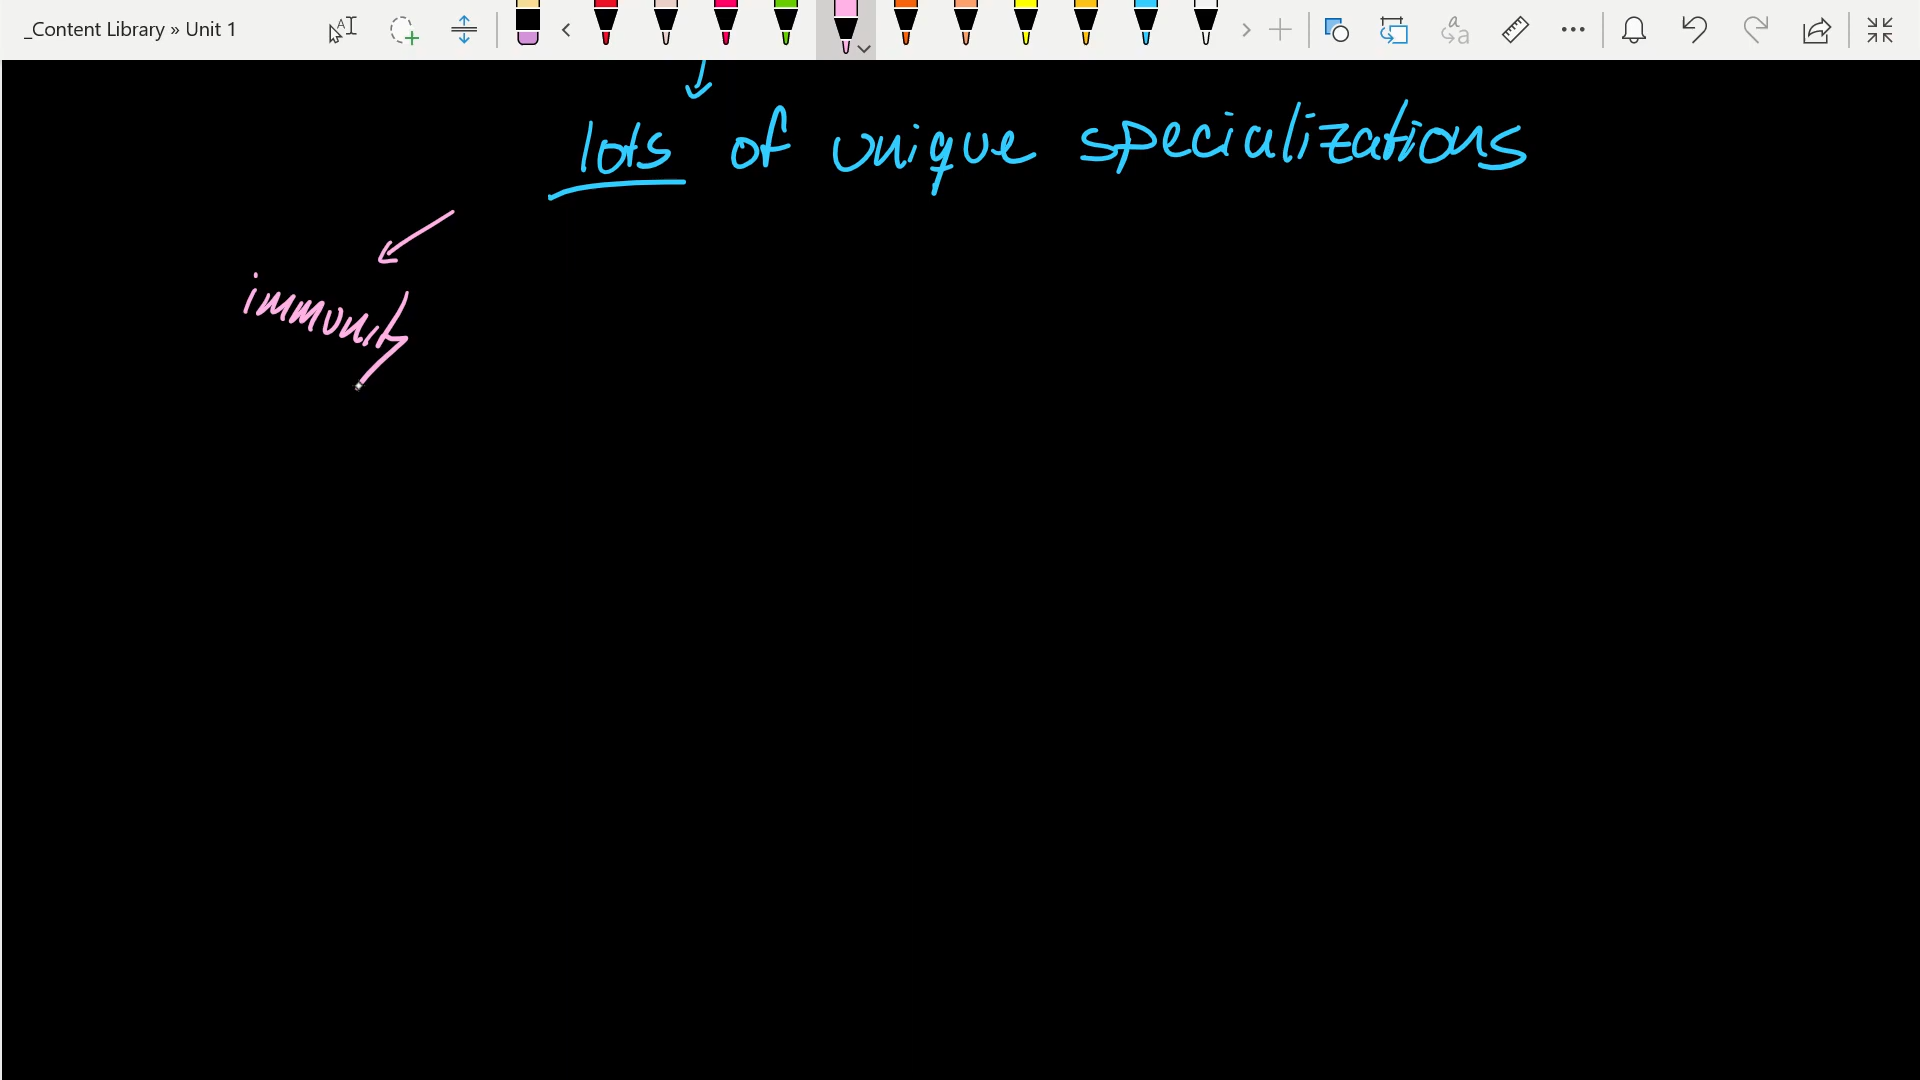 _Content Library » Unit 1
lots of unique specializations
immunity